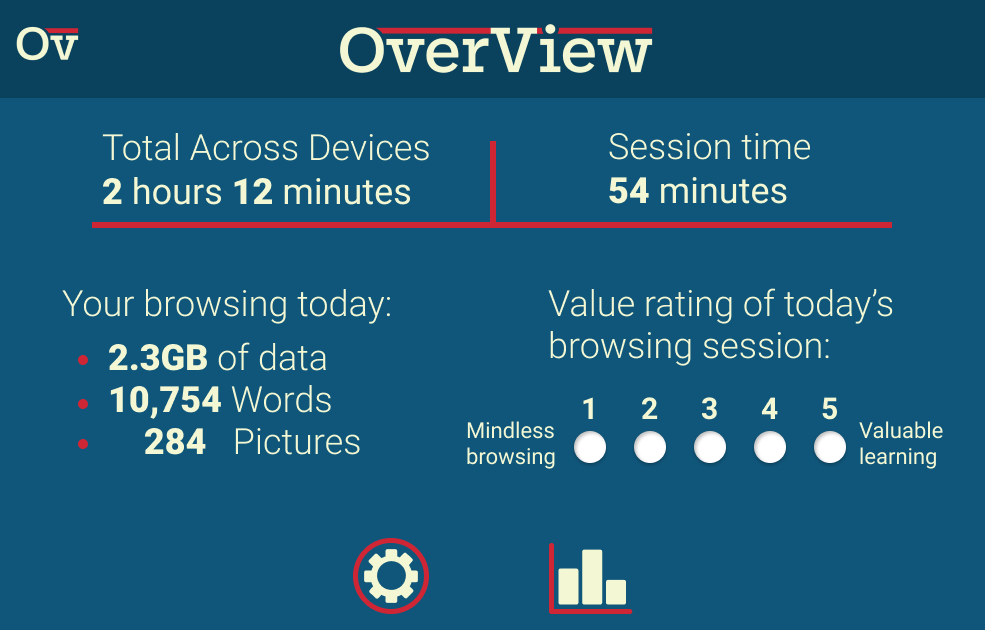 Ov
OverView
Total Across Devices
2 hours 12 minutes
Session time
54 minutes
Your browsing today:
2.3GB of data
10,754 Words
284 Pictures
Value rating of today’s
browsing session:
1 2 3 4 5
Mindless
browsing
Valuable
learning